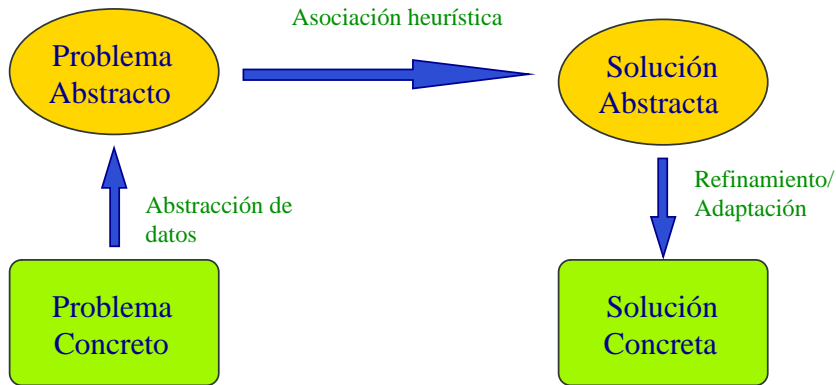 Asociación heurística
Problema
Abstracto
Solución
Abstracta
Abstracción de
datos
Refinamiento/
Adaptación
Problema
Concreto
Solución
Concreta